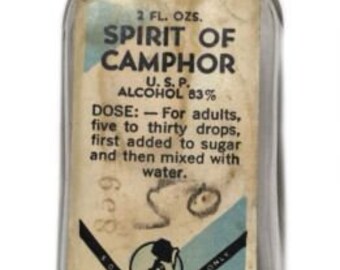 2 FL. OZS.
SPIRIT OF
CAMPHOR
U. S. P.
ALCOHOL 83%
DOSE: — For adults,
five to thirty drops,
first added to sugar
and then mixed with
water.
50